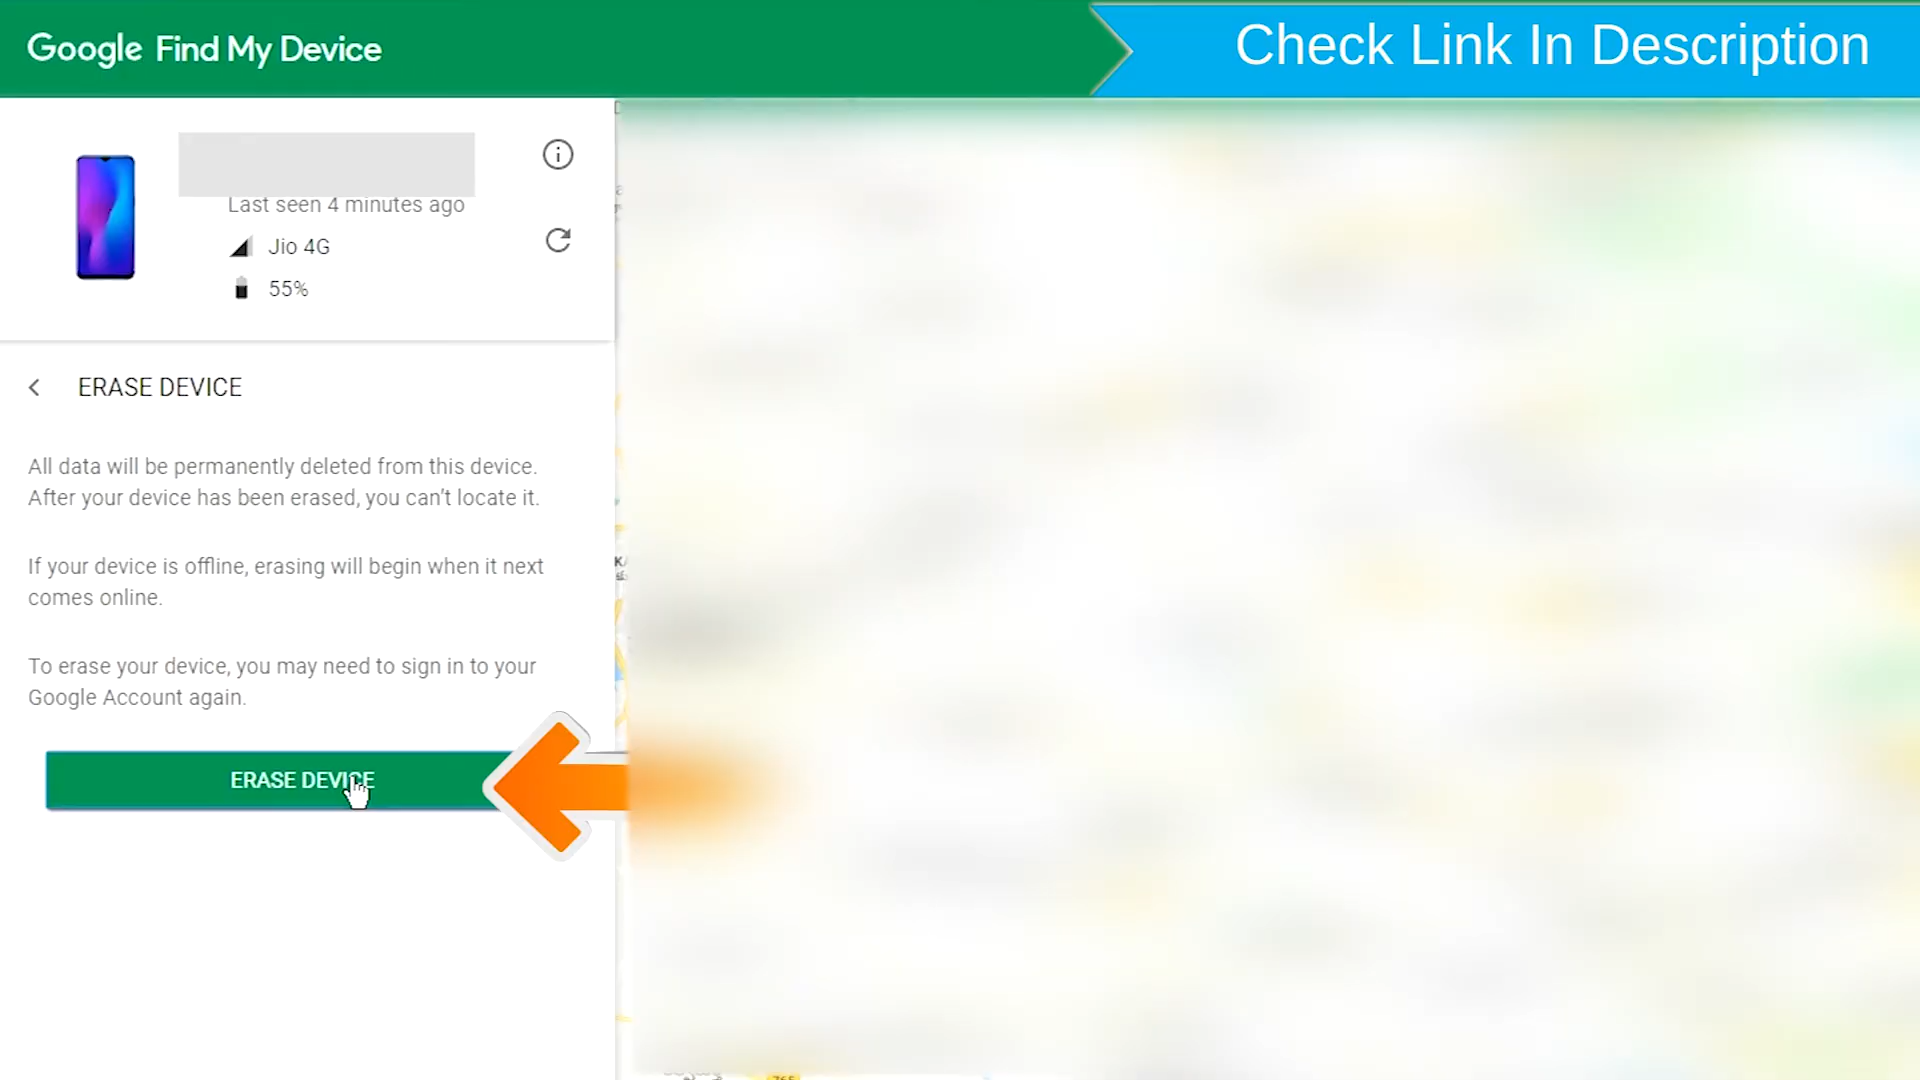 Google Find My Device
Check Link In Description
Last seen 4 minutes ago
Jio 4G
55%
ERASE DEVICE
All data will be permanently deleted from this device.
After your device has been erased, you can't locate it.
If your device is offline, erasing will begin when it next
comes online.
To erase your device, you may need to sign in to your
Google Account again.
ERASE DEVICE